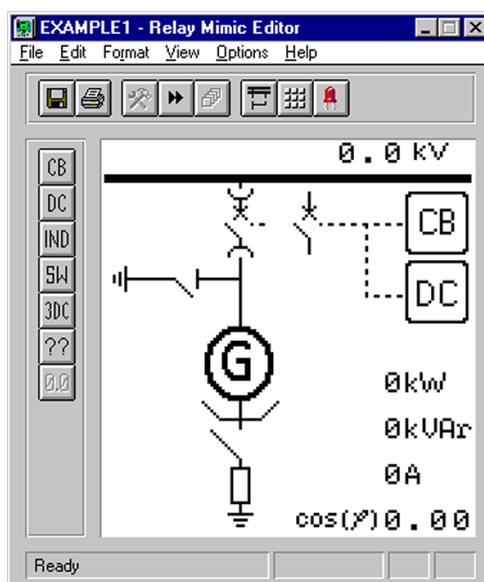 EXAMPLE1 - Relay Mimic Editor
File Edit Format View Options Help
0.0 kV
CB
DC
IND
SW
3DC
??
0.0
CB
DC
G
0kW
0kVAr
0A
cos(φ)0.00
Ready